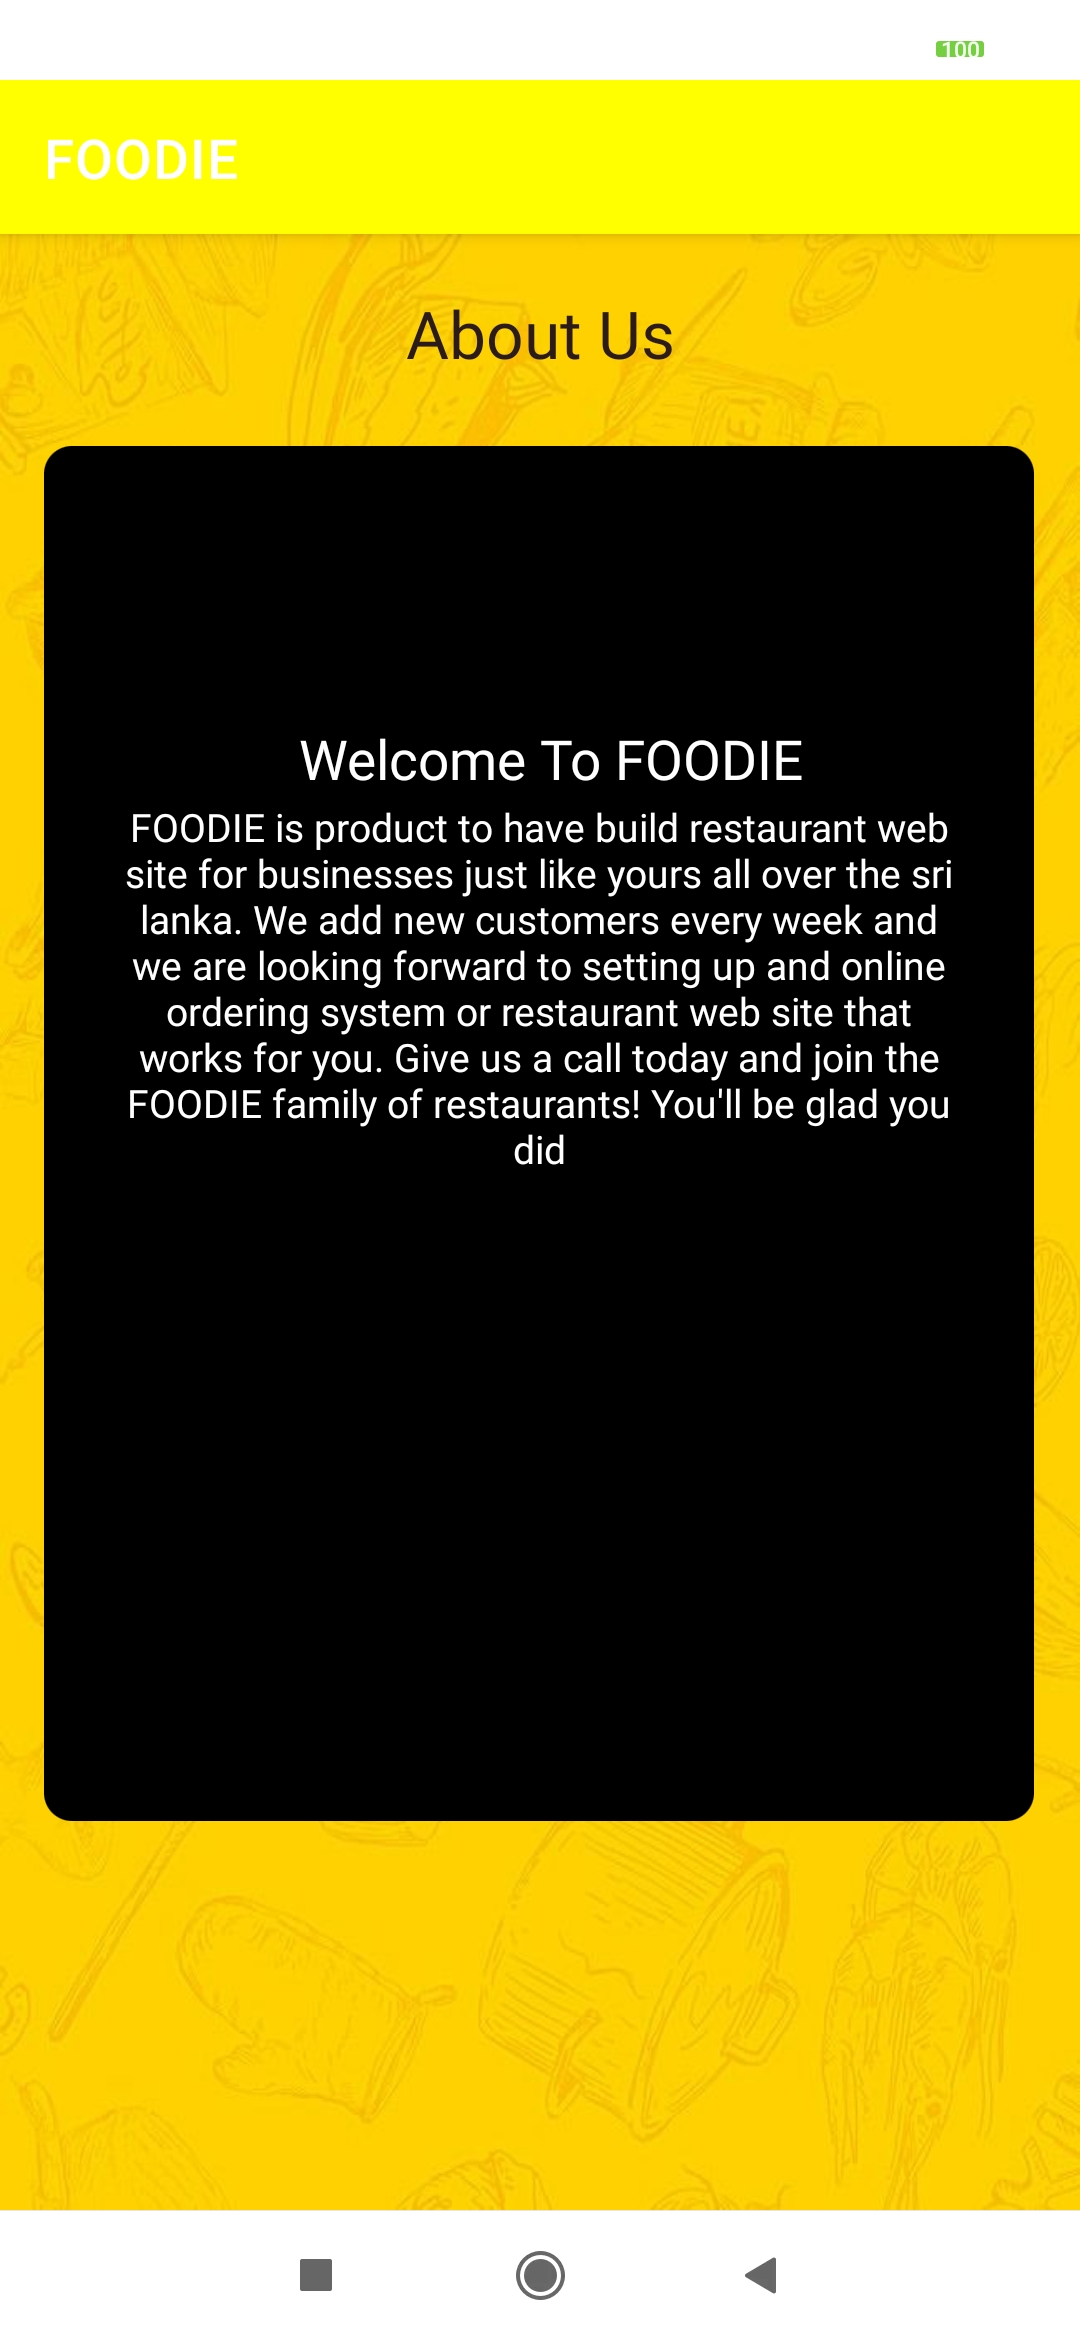 100
FOODIE
About Us
Welcome To FOODIE
FOODIE is product to have build restaurant web
site for businesses just like yours all over the sri
lanka. We add new customers every week and
we are looking forward to setting up and online
ordering system or restaurant web site that
works for you. Give us a call today and join the
FOODIE family of restaurants! You'll be glad you
did